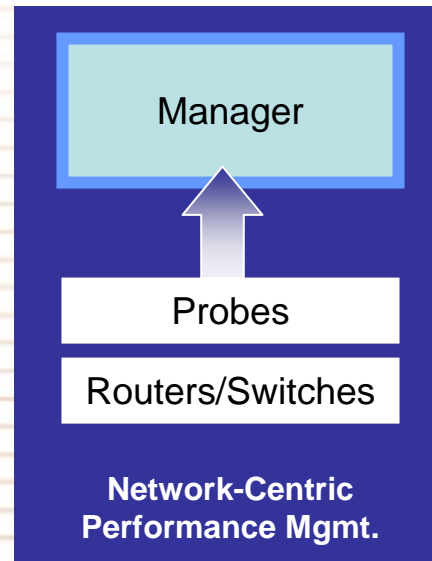 Manager
Probes
Routers/Switches
Network-Centric
Performance Mgmt.